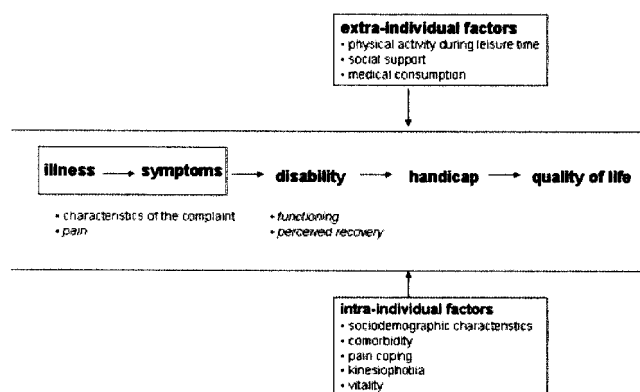 extra-individual factors
• physical activity during leisure time
• social support
• medical consumption
illness → symptoms → disability → handicap → quality of life
• characteristics of the complaint • functioning
• pain • perceived recovery
intra-individual factors
• sociodemographic characteristics
• comorbidity
• pain coping
• kinesiophobia
• vitality